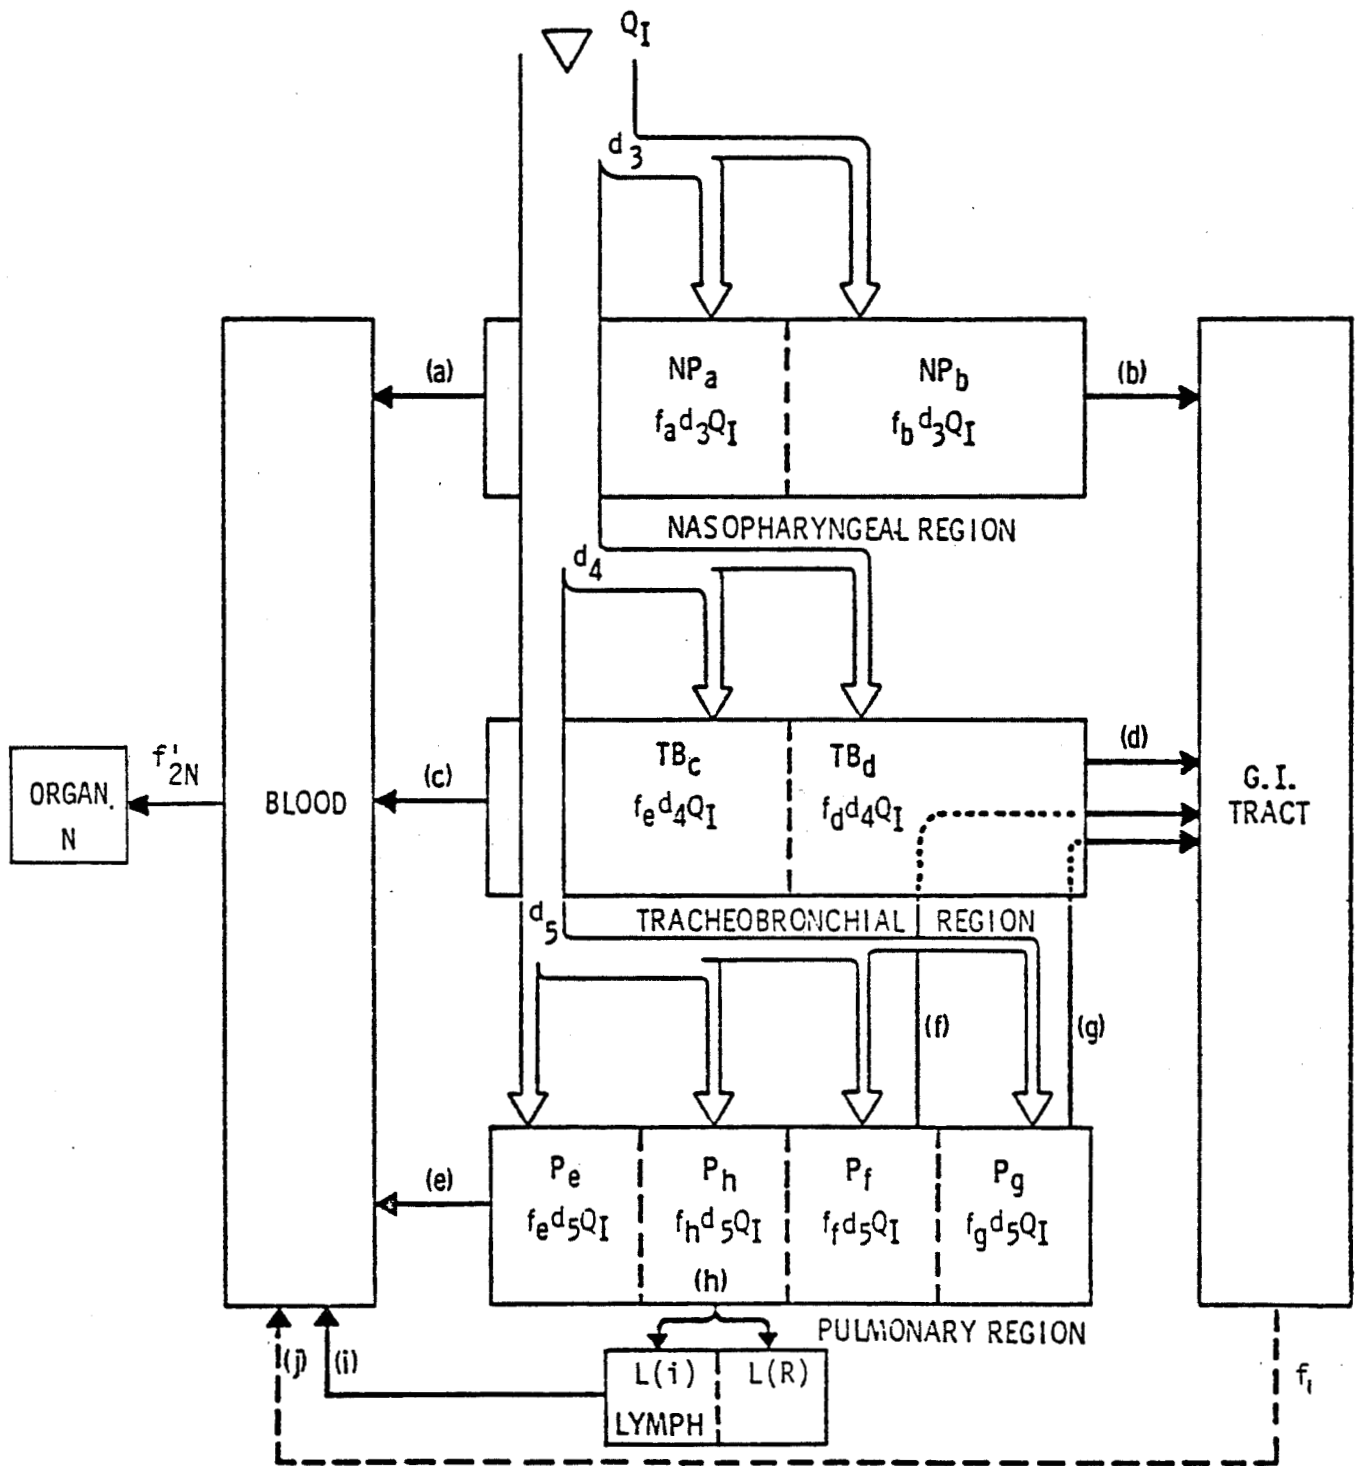 Q_I
d_3
(a)
NP_a
f_a d_3 Q_I
NP_b
f_b d_3 Q_I
(b)
NASOPHARYNGEAL REGION
d_4
f'_2N
ORGAN.
N
BLOOD
(c)
TB_c
f_e d_4 Q_I
TB_d
f_d d_4 Q_I
(d)
G.I.
TRACT
d_5
TRACHEOBRONCHIAL REGION
(f)
(g)
(e)
P_e
f_e d_5 Q_I
P_h
f_h d_5 Q_I
(h)
P_f
f_f d_5 Q_I
P_g
f_g d_5 Q_I
PULMONARY REGION
(j)
(i)
L(i)
L(R)
LYMPH
f_1